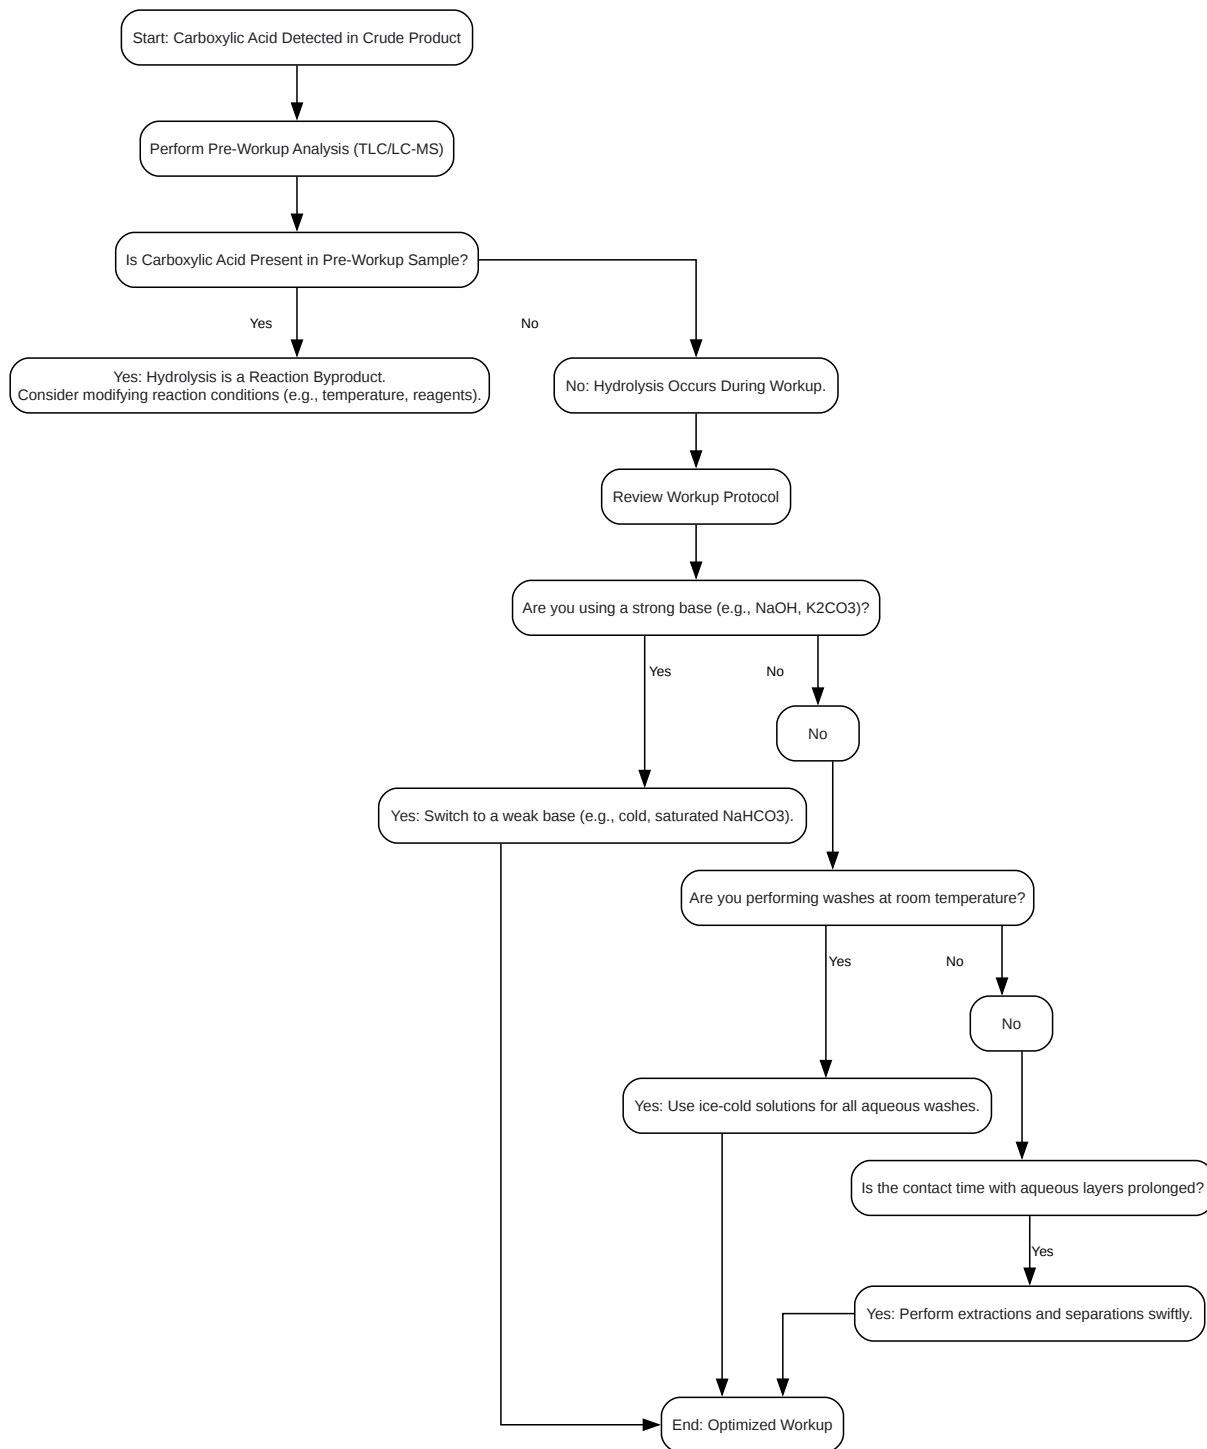 Start: Carboxylic Acid Detected in Crude Product
Perform Pre-Workup Analysis (TLC/LC-MS)
Is Carboxylic Acid Present in Pre-Workup Sample?
Yes
No
Yes: Hydrolysis is a Reaction Byproduct.
Consider modifying reaction conditions (e.g., temperature, reagents).
No: Hydrolysis Occurs During Workup.
Review Workup Protocol
Are you using a strong base (e.g., NaOH, K2CO3)?
Yes
No
No
Yes: Switch to a weak base (e.g., cold, saturated NaHCO3).
Are you performing washes at room temperature?
Yes
No
No
Yes: Use ice-cold solutions for all aqueous washes.
Is the contact time with aqueous layers prolonged?
Yes
Yes: Perform extractions and separations swiftly.
End: Optimized Workup